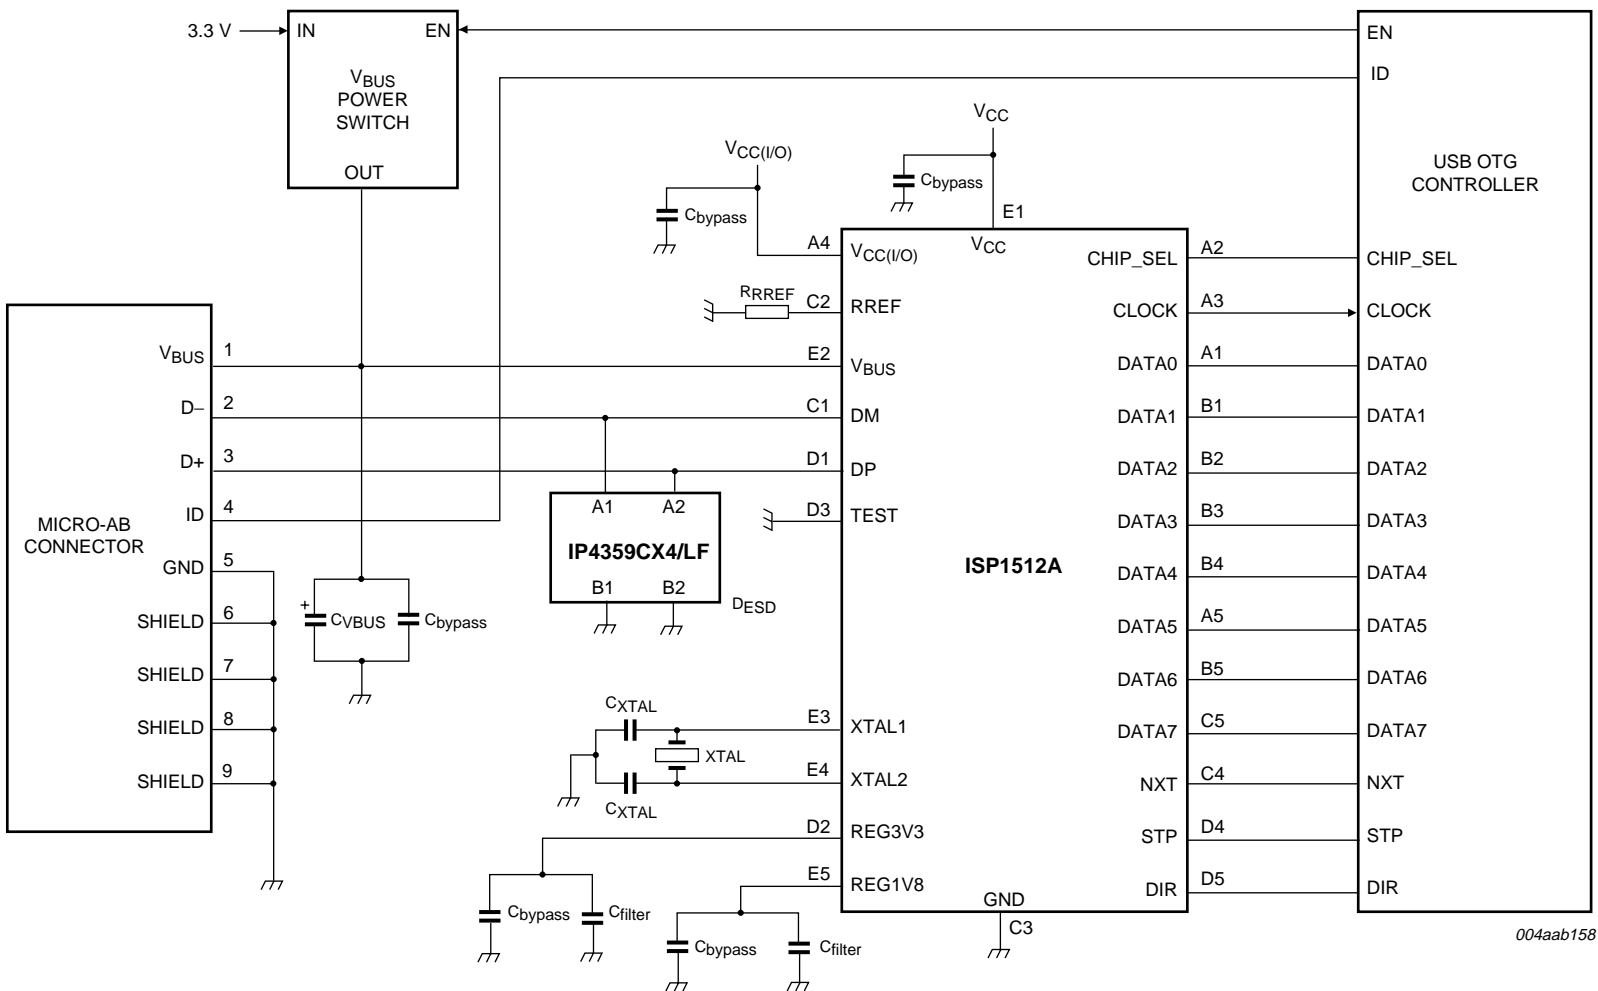 3.3 V
IN
EN
VBUS
POWER
SWITCH
OUT
EN
ID
USB OTG
CONTROLLER
VCC
VCC(I/O)
Cbypass
Cbypass
E1
A4
VCC(I/O)
VCC
CHIP_SEL
A2
CHIP_SEL
RRREF
C2
RREF
CLOCK
A3
CLOCK
VBUS
1
E2
VBUS
DATA0
A1
DATA0
D–
2
C1
DM
DATA1
B1
DATA1
D+
3
D1
DP
DATA2
B2
DATA2
ID
4
A1
A2
D3
TEST
DATA3
B3
DATA3
MICRO-AB
CONNECTOR
IP4359CX4/LF
ISP1512A
GND
5
B1
B2
DESD
DATA4
B4
DATA4
SHIELD
6
+
CVBUS
Cbypass
DATA5
A5
DATA5
SHIELD
7
DATA6
B5
DATA6
SHIELD
8
CXTAL
E3
XTAL1
DATA7
C5
DATA7
XTAL
SHIELD
9
CXTAL
E4
XTAL2
NXT
C4
NXT
D2
REG3V3
STP
D4
STP
E5
REG1V8
DIR
D5
DIR
Cbypass
Cfilter
GND
C3
Cbypass
Cfilter
004aab158